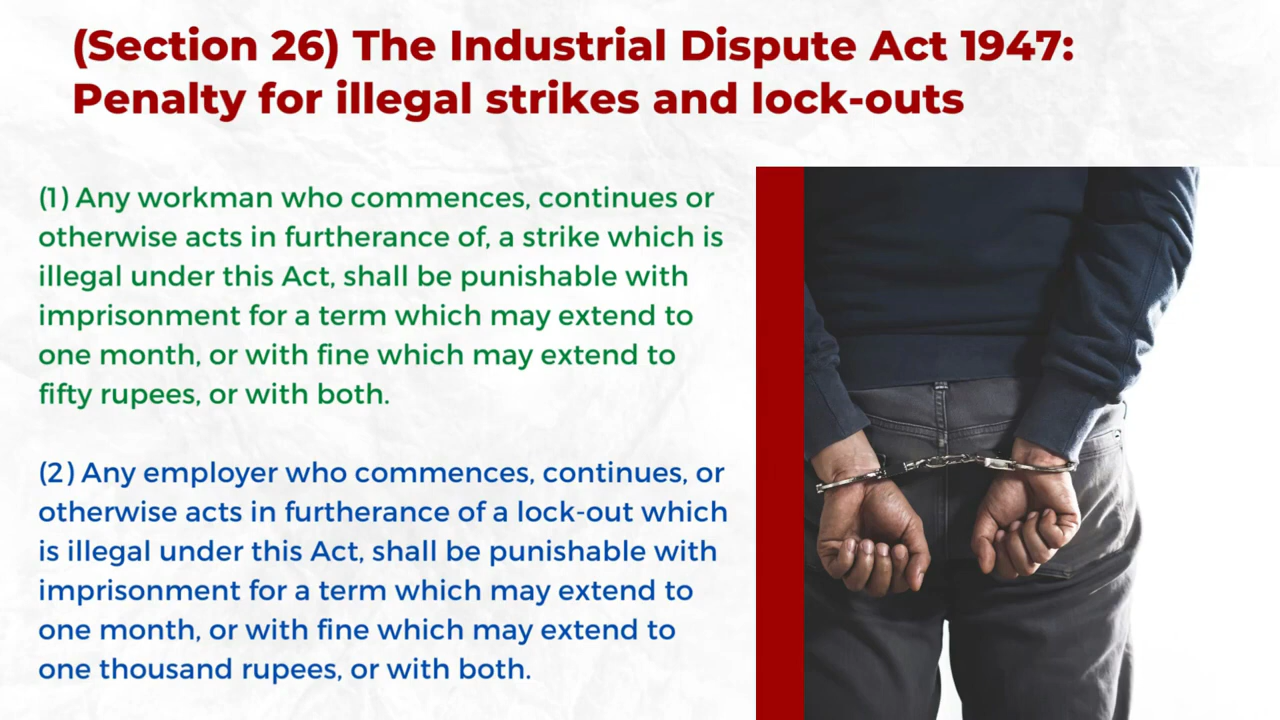 (Section 26) The Industrial Dispute Act 1947:
Penalty for illegal strikes and lock-outs
(1) Any workman who commences, continues or
otherwise acts in furtherance of, a strike which is
illegal under this Act, shall be punishable with
imprisonment for a term which may extend to
one month, or with fine which may extend to
fifty rupees, or with both.
(2) Any employer who commences, continues, or
otherwise acts in furtherance of a lock-out which
is illegal under this Act, shall be punishable with
imprisonment for a term which may extend to
one month, or with fine which may extend to
one thousand rupees, or with both.